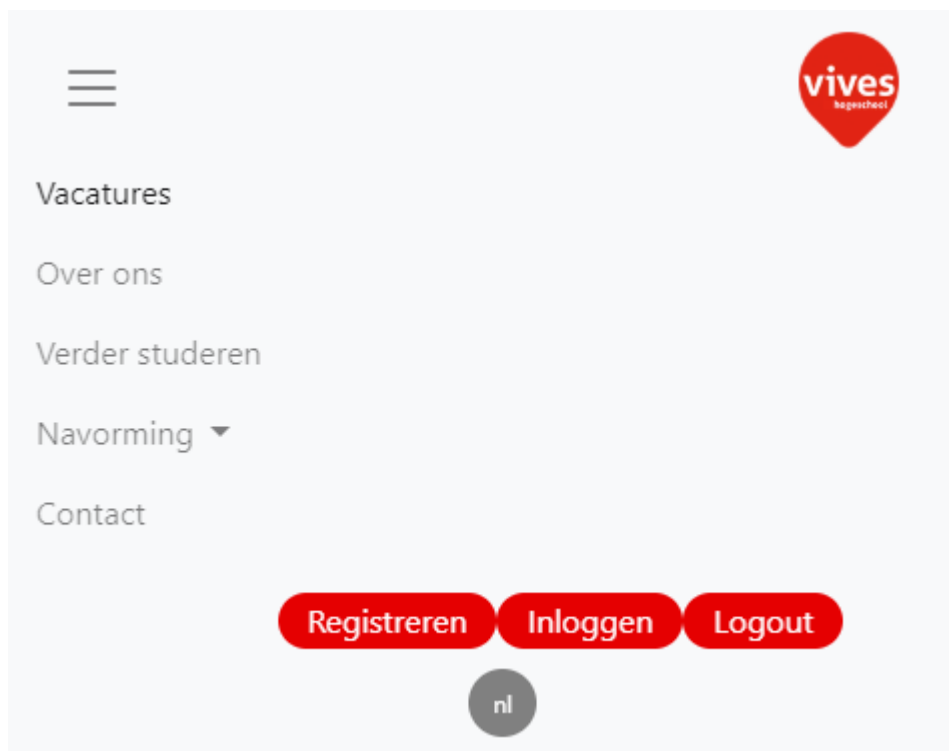 vives
hogeschool
Vacatures
Over ons
Verder studeren
Navorming
Contact
Registreren Inloggen Logout
nl